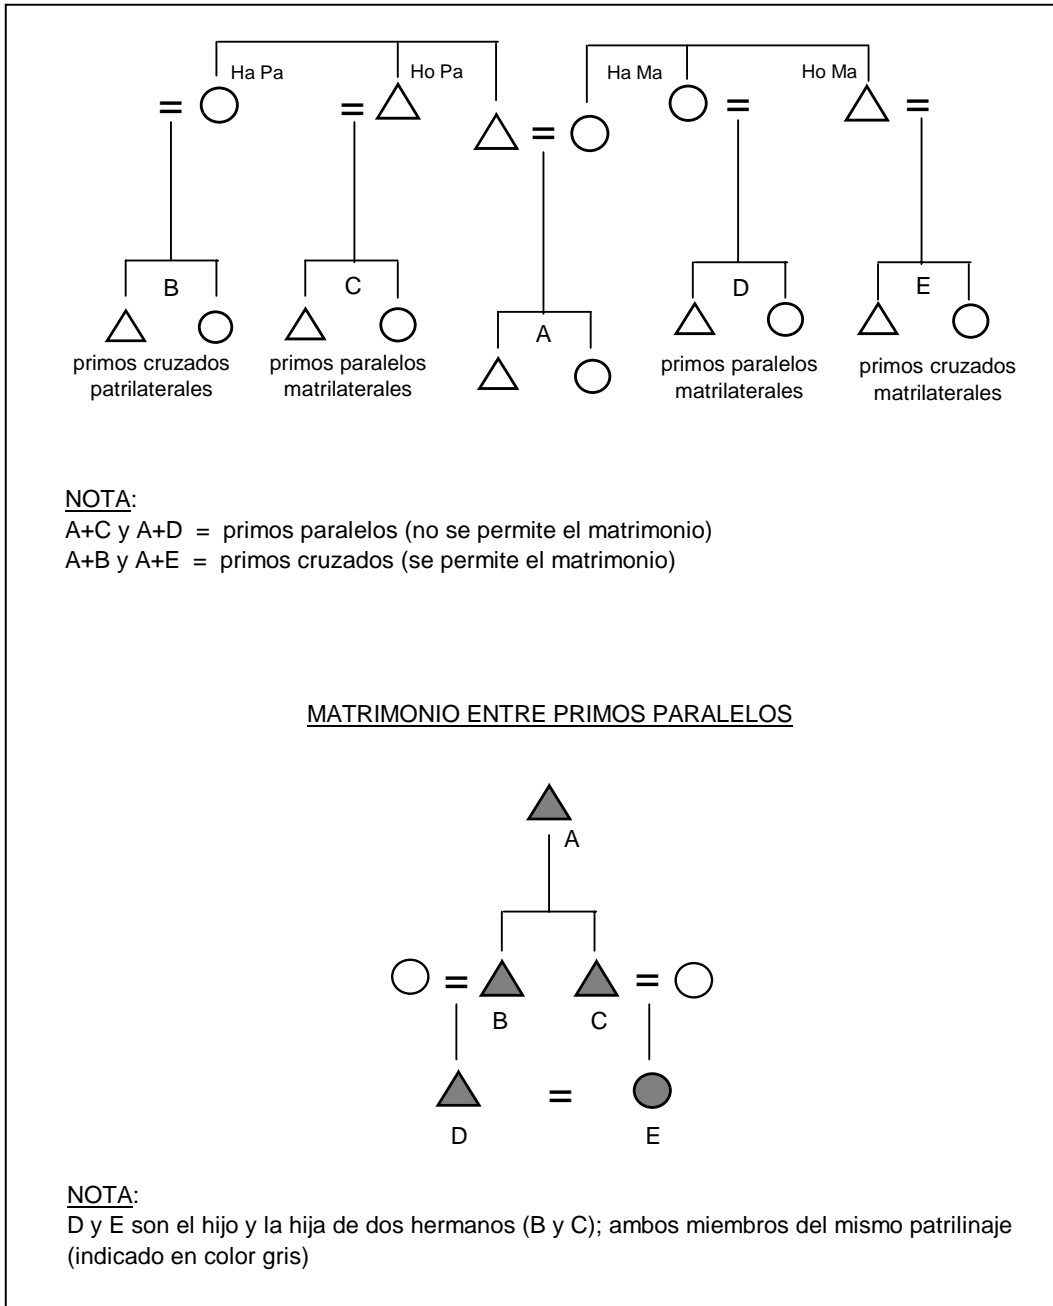 Ha Pa
Ho Pa
Ha Ma
Ho Ma
=
=
=
=
=
B
C
A
D
E
primos cruzados
patrilaterales
primos paralelos
matrilaterales
primos paralelos
matrilaterales
primos cruzados
matrilaterales
NOTA:
A+C y A+D = primos paralelos (no se permite el matrimonio)
A+B y A+E = primos cruzados (se permite el matrimonio)
MATRIMONIO ENTRE PRIMOS PARALELOS
A
=
=
B
C
=
D
E
NOTA:
D y E son el hijo y la hija de dos hermanos (B y C); ambos miembros del mismo patrilinaje
(indicado en color gris)